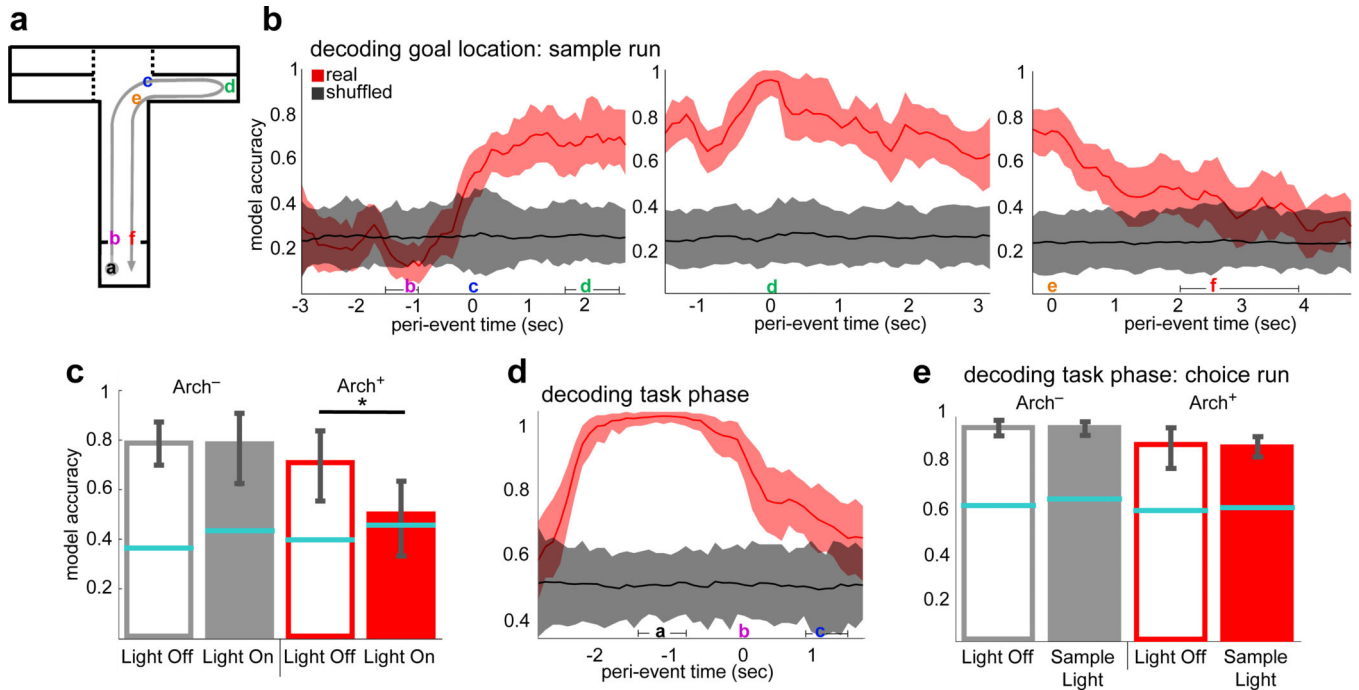 a
c
e
d
b
f
a
b
decoding goal location: sample run
real
shuffled
model accuracy
1
0.8
0.6
0.4
0.2
-3 -2 -1 0 1 2
b c d
peri-event time (sec)
1
0.8
0.6
0.4
0.2
-1 0 1 2 3
d
peri-event time (sec)
1
0.8
0.6
0.4
0.2
0 1 2 3 4
e f
peri-event time (sec)
c
Arch– Arch+
*
model accuracy
1
0.8
0.6
0.4
0.2
Light Off Light On Light Off Light On
d
decoding task phase
1
0.8
0.6
0.4
a b c
-2 -1 0 1
peri-event time (sec)
e
decoding task phase: choice run
Arch– Arch+
1
0.8
0.6
0.4
0.2
Light Off Sample Light Off Sample
Light Light